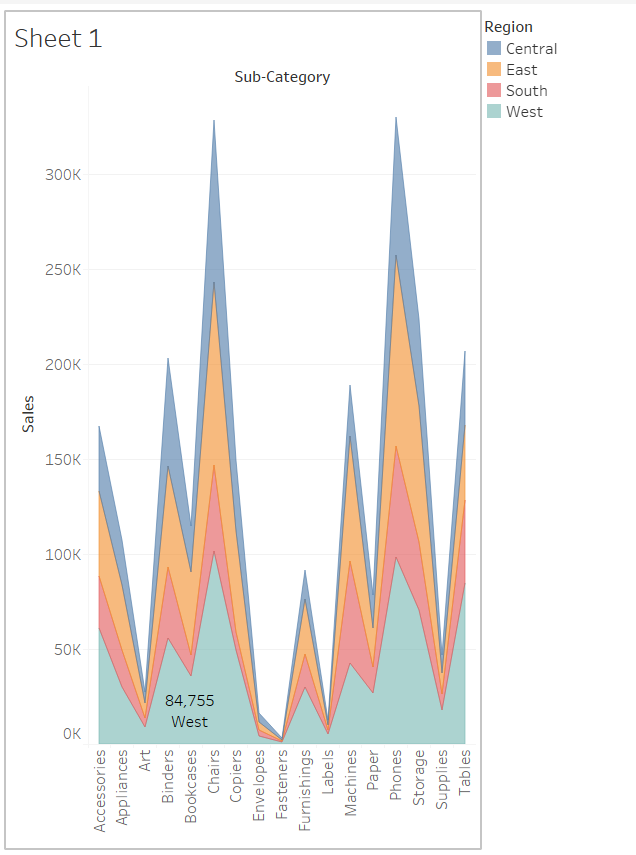 Sheet 1
Region
Central
East
South
West
Sub-Category
Sales
300K
250K
200K
150K
100K
50K
0K
84,755
West
Accessories
Appliances
Art
Binders
Bookcases
Chairs
Copiers
Envelopes
Fasteners
Furnishings
Labels
Machines
Paper
Phones
Storage
Supplies
Tables